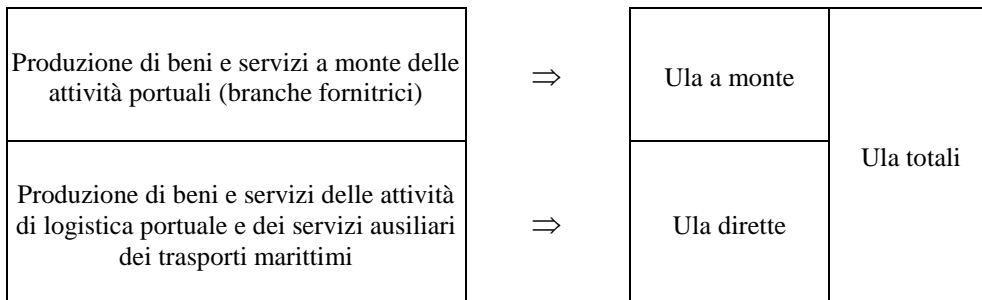 Produzione di beni e servizi a monte delle
attività portuali (branche fornitrici)
⇒
Ula a monte
Ula totali
Produzione di beni e servizi delle attività
di logistica portuale e dei servizi ausiliari
dei trasporti marittimi
⇒
Ula dirette